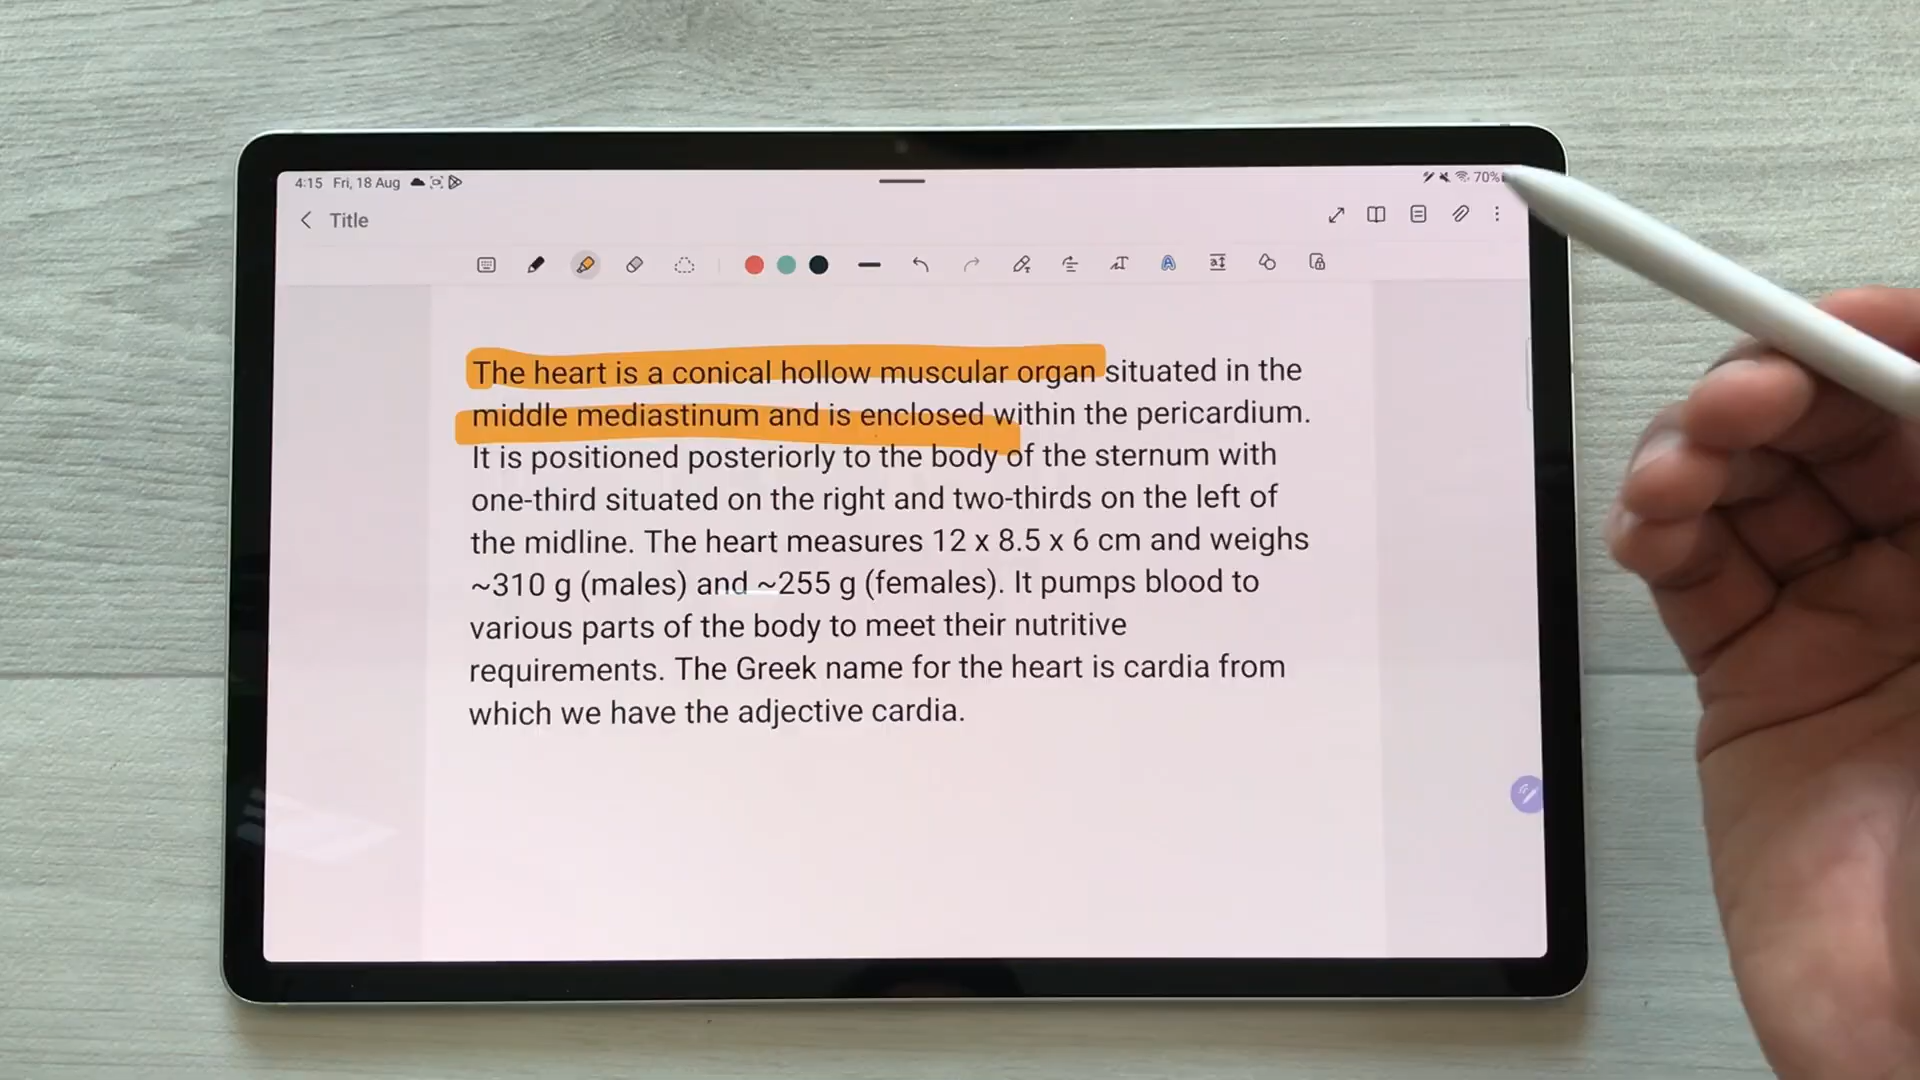 4:15 Fri, 18 Aug
70%
Title
The heart is a conical hollow muscular organ situated in the
middle mediastinum and is enclosed within the pericardium.
It is positioned posteriorly to the body of the sternum with
one-third situated on the right and two-thirds on the left of
the midline. The heart measures 12 x 8.5 x 6 cm and weighs
~310 g (males) and ~255 g (females). It pumps blood to
various parts of the body to meet their nutritive
requirements. The Greek name for the heart is cardia from
which we have the adjective cardia.